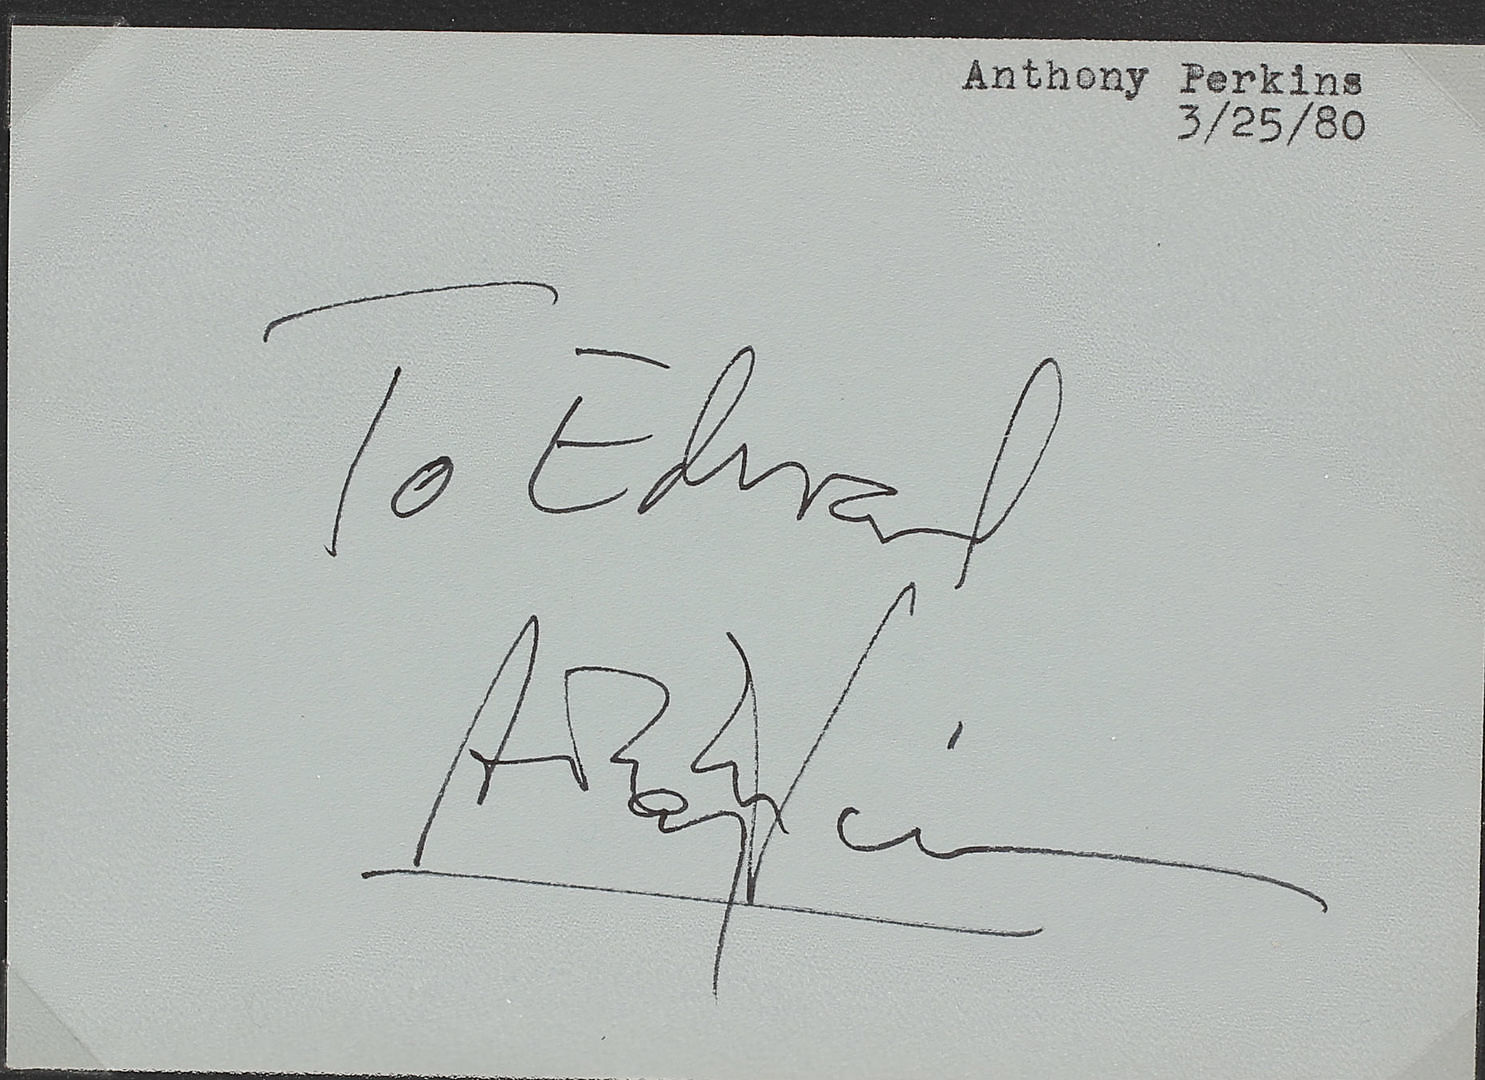 Anthony Perkins
3/25/80
To Edward